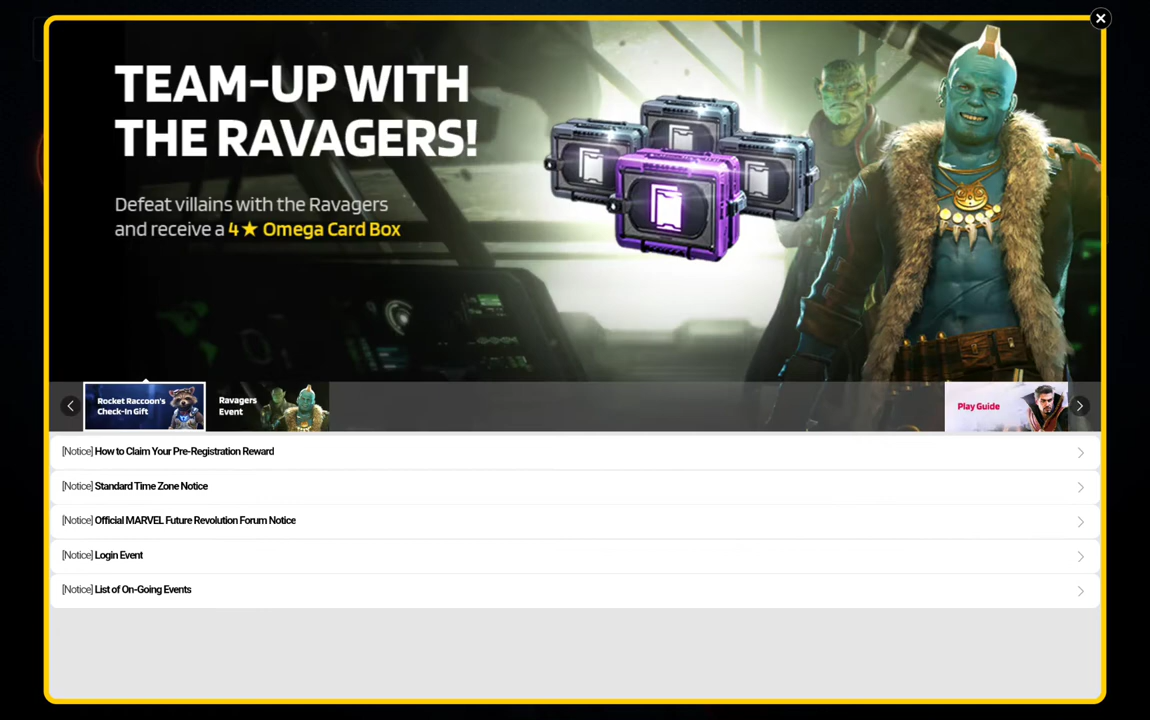 TEAM-UP WITH
THE RAVAGERS!
Defeat villains with the Ravagers
and receive a 4★ Omega Card Box
Rocket Raccoon's
Check-In Gift
Ravagers
Event
Play Guide
[Notice] How to Claim Your Pre-Registration Reward
[Notice] Standard Time Zone Notice
[Notice] Official MARVEL Future Revolution Forum Notice
[Notice] Login Event
[Notice] List of On-Going Events